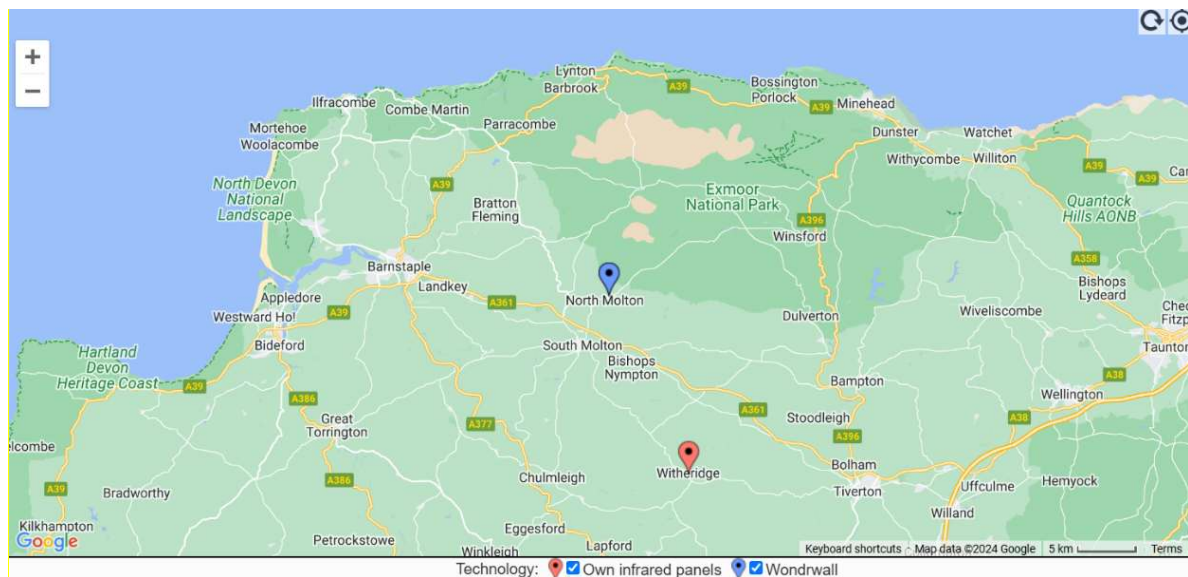 +
−
Lynton
Barbrook
A39
Bossington
Porlock
A39
Minehead
Ilfracombe
Combe Martin
Parracombe
Mortehoe
Woolacombe
Dunster
Watchet
Withycombe
Williton
A39
A39
Car
North Devon
National
Landscape
A39
Bratton
Fleming
Exmoor
National Park
A396
Winsford
Quantock
Hills AONB
Barnstaple
Landkey
A358
Bishops
Lydeard
Appledore
A361
North Molton
Westward Ho!
A39
Dulverton
Wiveliscombe
Che
Fitzp
Bideford
South Molton
Taunton
Hartland
Devon
Heritage Coast
Bishops
Nympton
A39
A386
Bampton
A38
Wellington
A361
Stoodleigh
A38
Great
Torrington
A377
A396
elcombe
Witheridge
Bolham
A386
Chulmleigh
Tiverton
Uffculme
Hemyock
A39
Bradworthy
Willand
Kilkhampton
Eggesford
Google
Petrockstowe
Winkleigh
Lapford
Keyboard shortcuts Map data ©2024 Google 5 km Terms
Technology: Own infrared panels Wondrwall